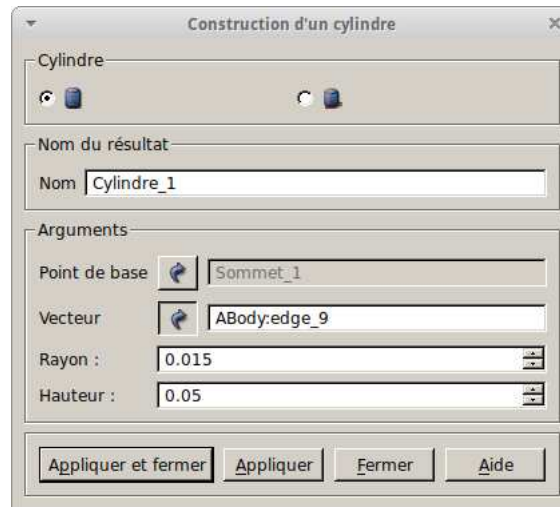 Construction d'un cylindre
Cylindre
Nom du résultat
Nom Cylindre_1
Arguments
Point de base Sommet_1
Vecteur ABody:edge_9
Rayon : 0.015
Hauteur : 0.05
Appliquer et fermer Appliquer Fermer Aide